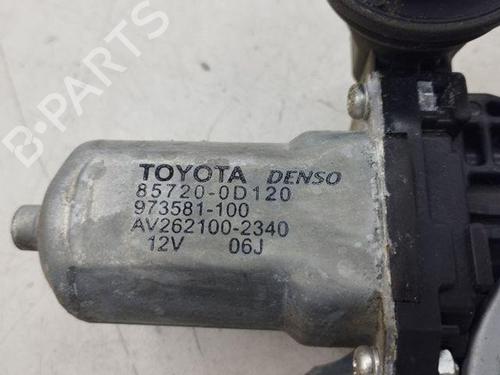 B-PARTS
TOYOTA DENSO
85720-0D120
973581-100
AV262100-2340
12V 06J